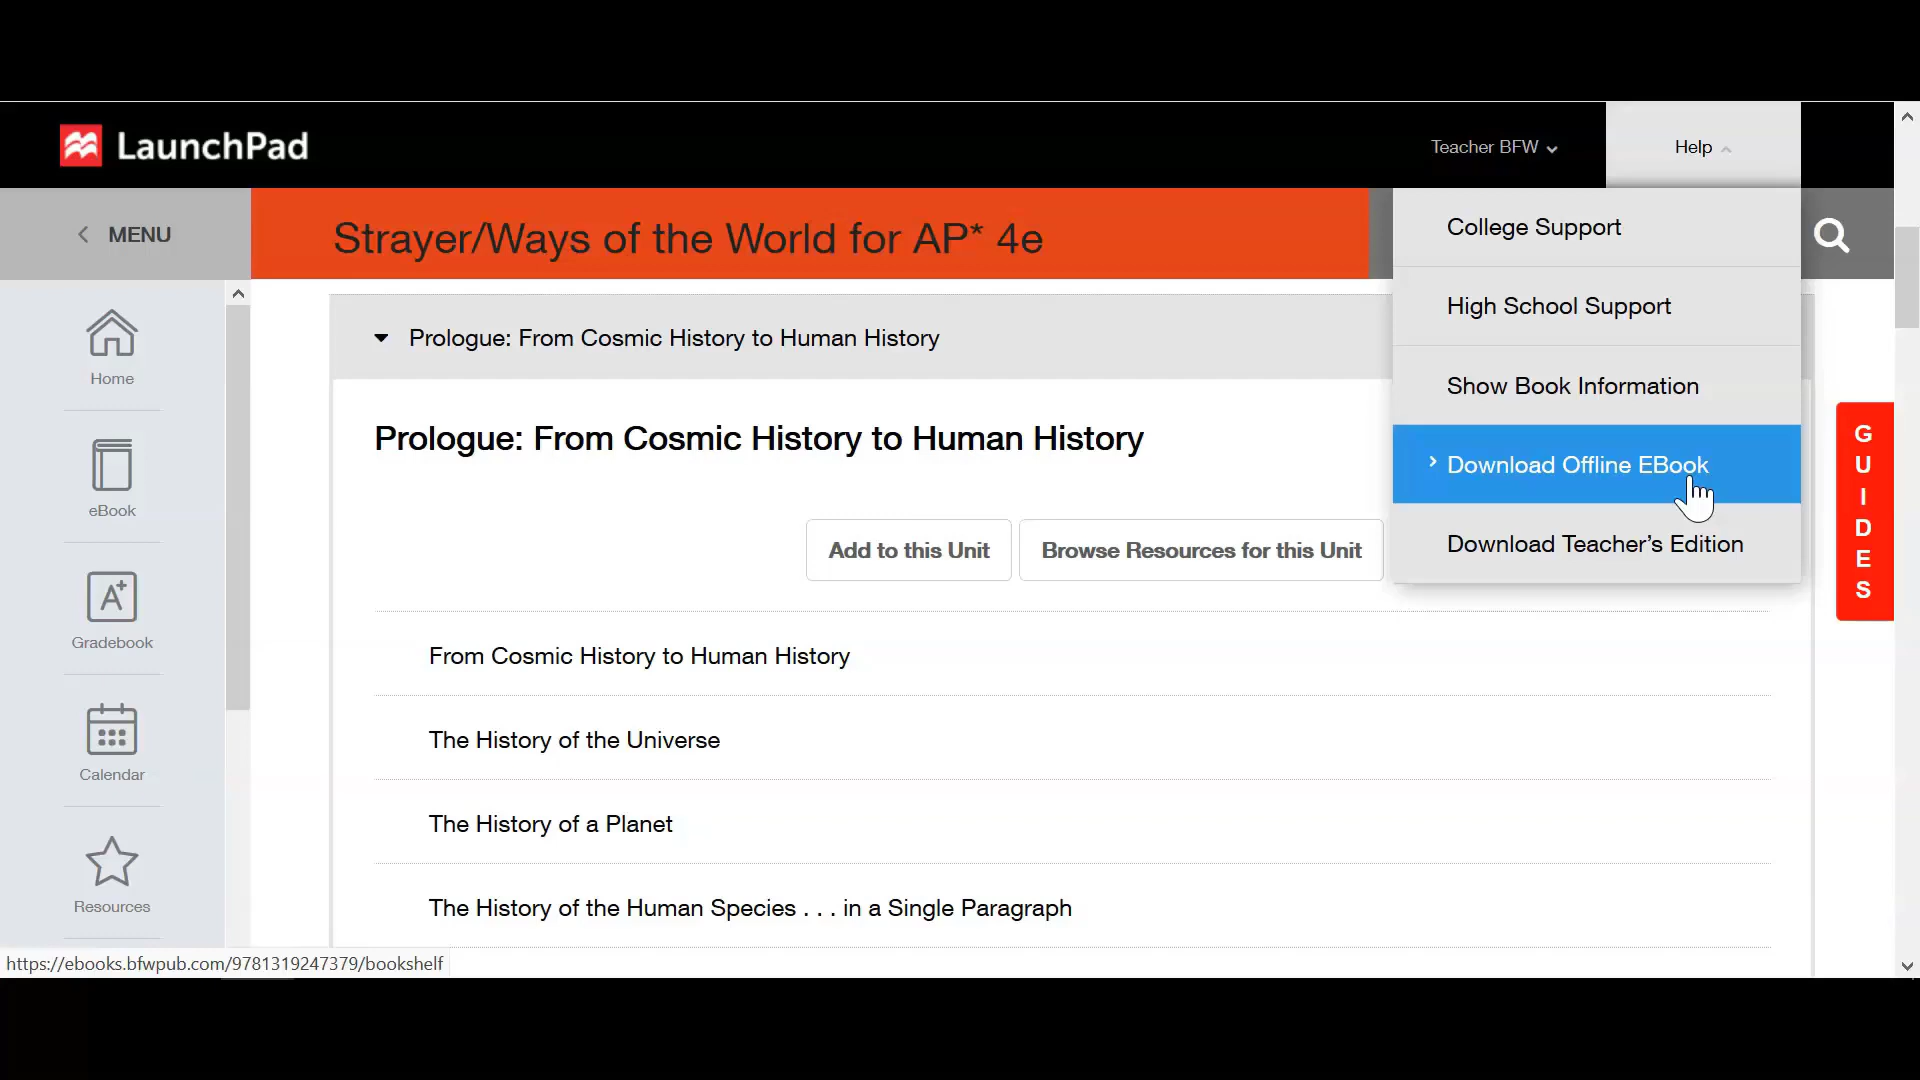 LaunchPad
Teacher BFW
Help
MENU
Strayer/Ways of the World for AP* 4e
College Support
High School Support
Show Book Information
Download Offline EBook
Download Teacher’s Edition
Home
eBook
Gradebook
A+
Calendar
Resources
Prologue: From Cosmic History to Human History
Prologue: From Cosmic History to Human History
Add to this Unit
Browse Resources for this Unit
From Cosmic History to Human History
The History of the Universe
The History of a Planet
The History of the Human Species . . . in a Single Paragraph
GUIDES
https://ebooks.bfwpub.com/9781319247379/bookshelf